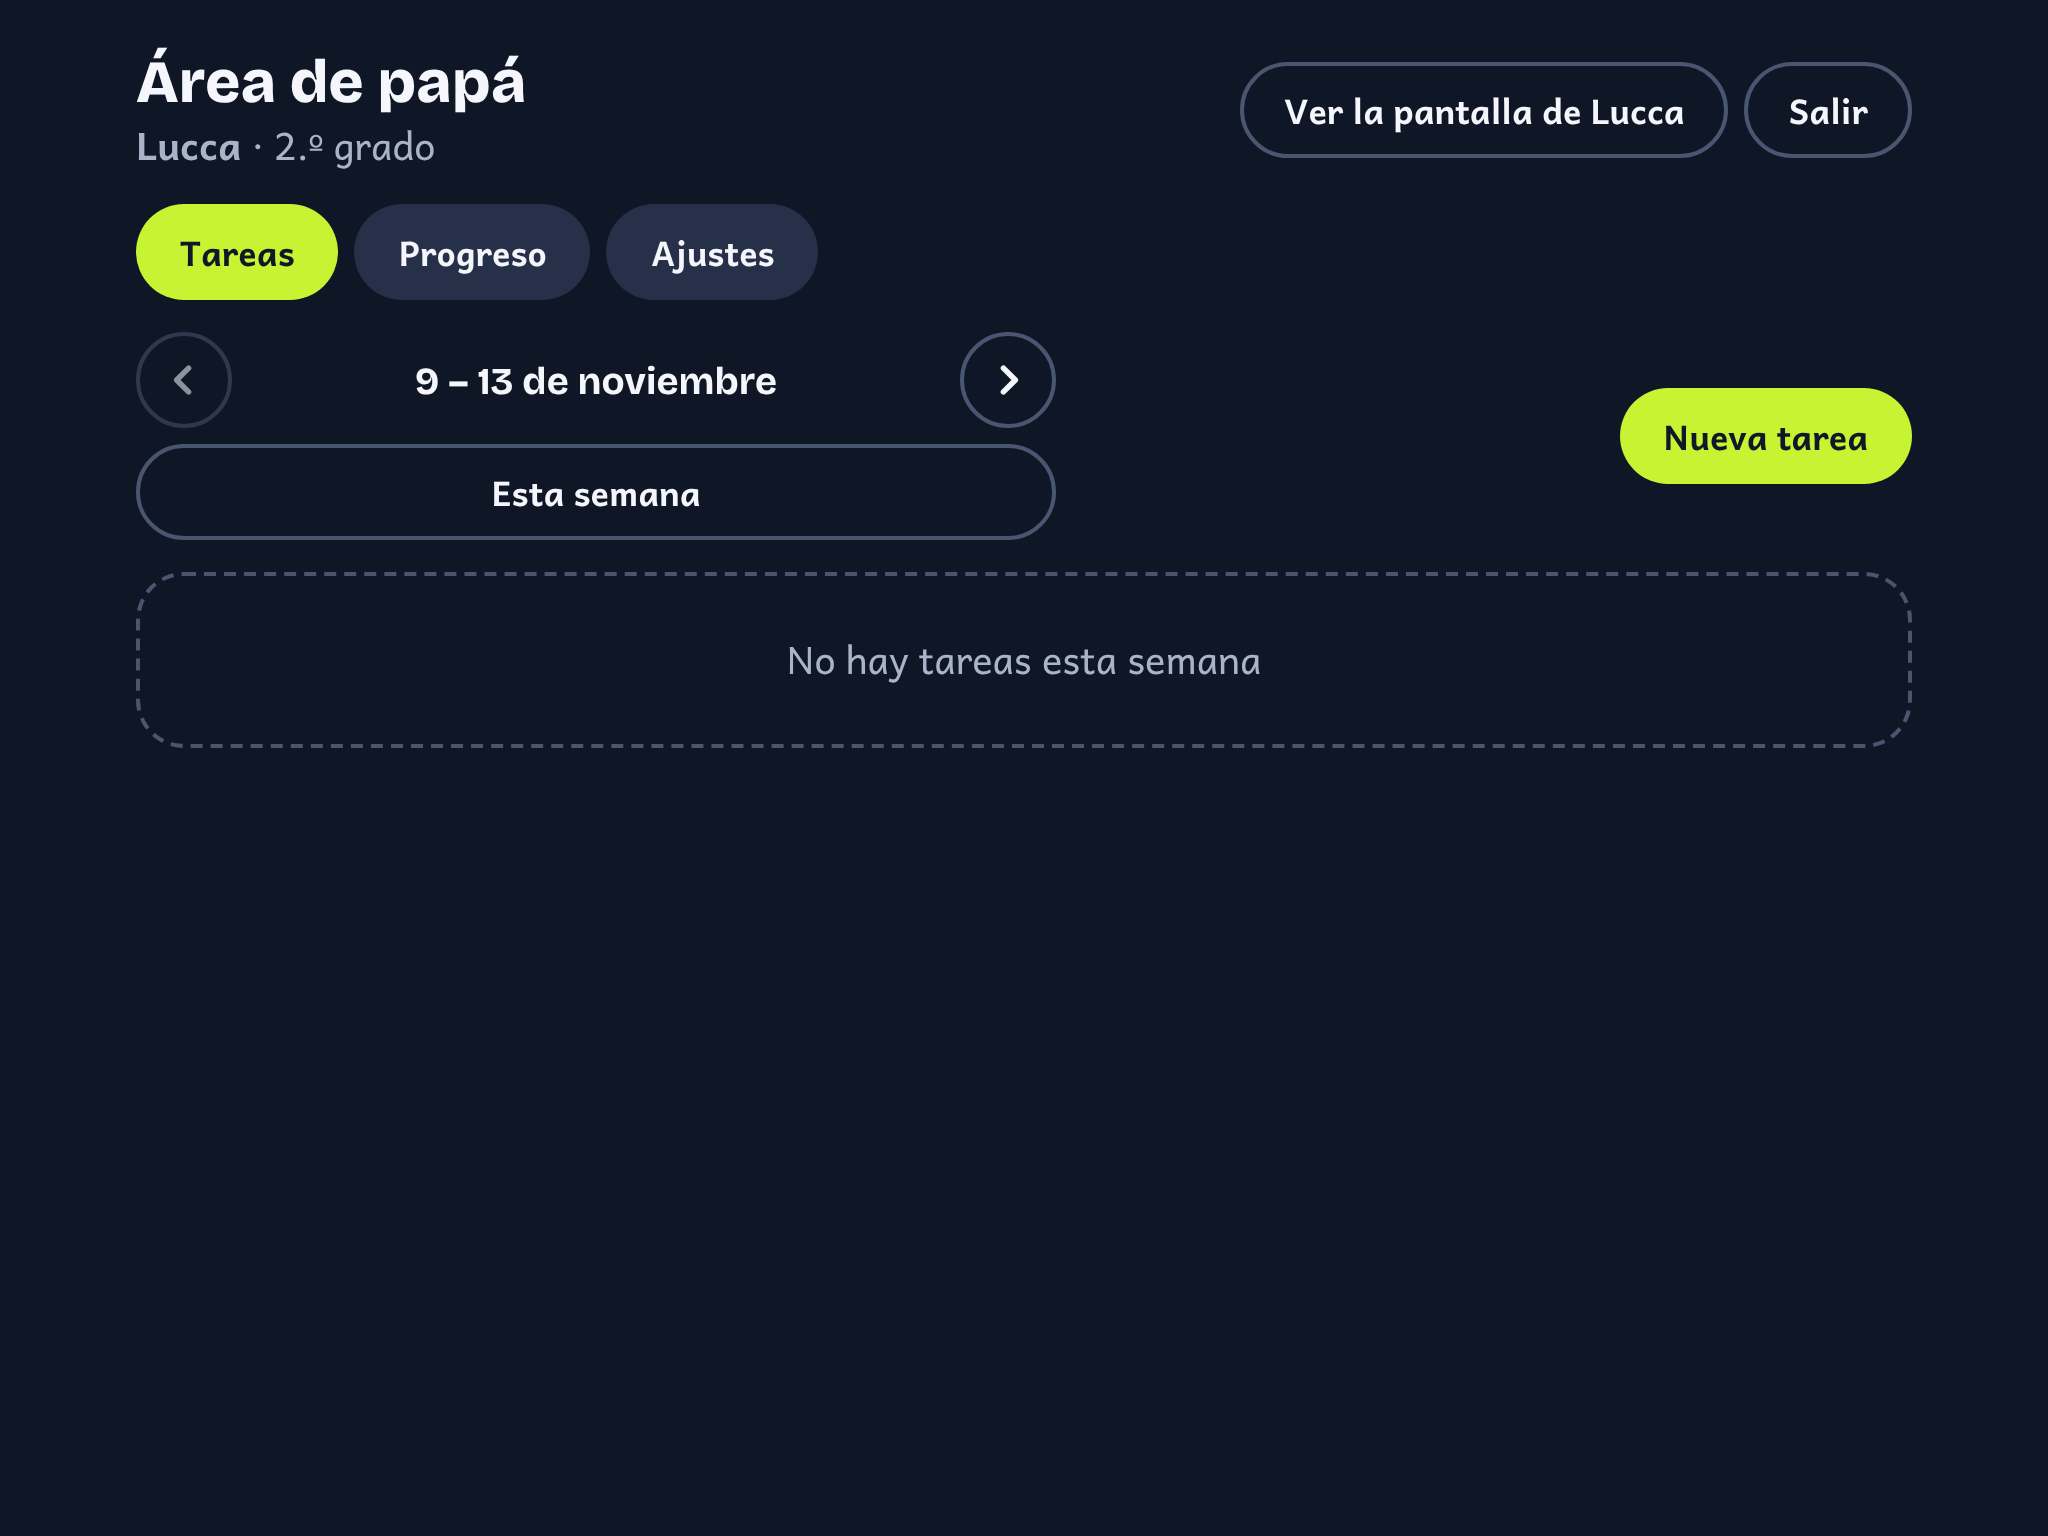 Área de papá
Lucca · 2.º grado
Ver la pantalla de Lucca
Salir
Tareas
Progreso
Ajustes
9 – 13 de noviembre
Nueva tarea
Esta semana
No hay tareas esta semana